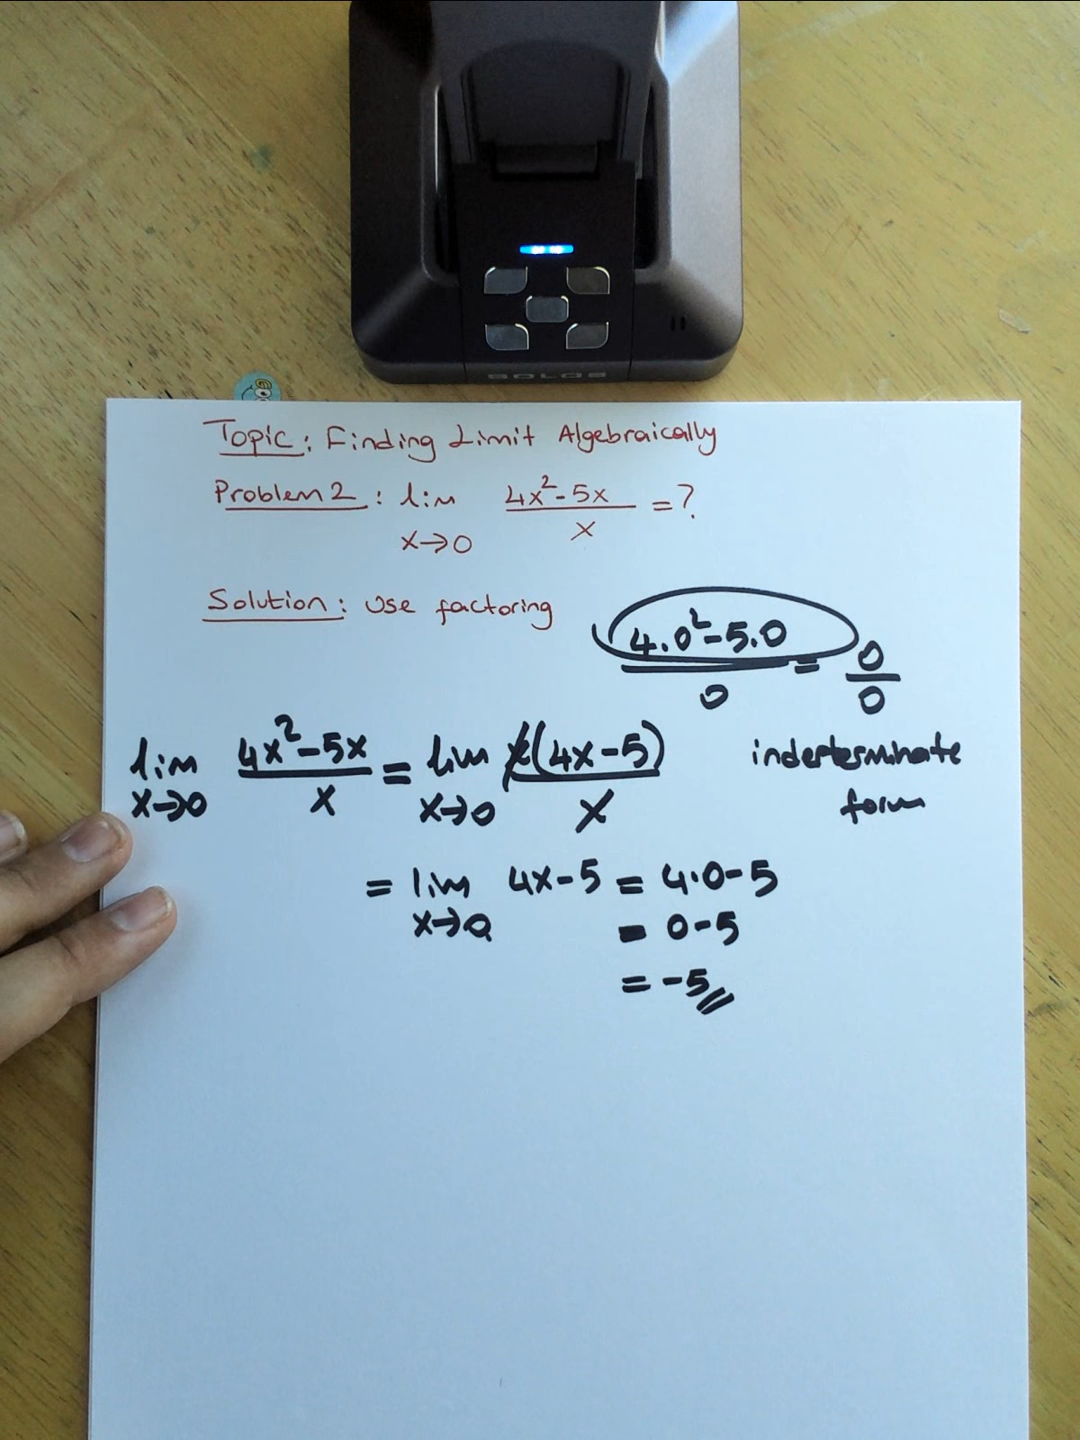 SOLOS
Topic: Finding Limit Algebraically
Problem 2: lim 4x²-5x = ?
x→0 x
Solution: Use factoring
4.0²-5.0 = 0
0 0
lim 4x²-5x = lim x(4x-5)
x→0 x x→0 x
inderterminate
form
= lim 4x-5 = 4.0-5
x→0
= 0-5
= -5